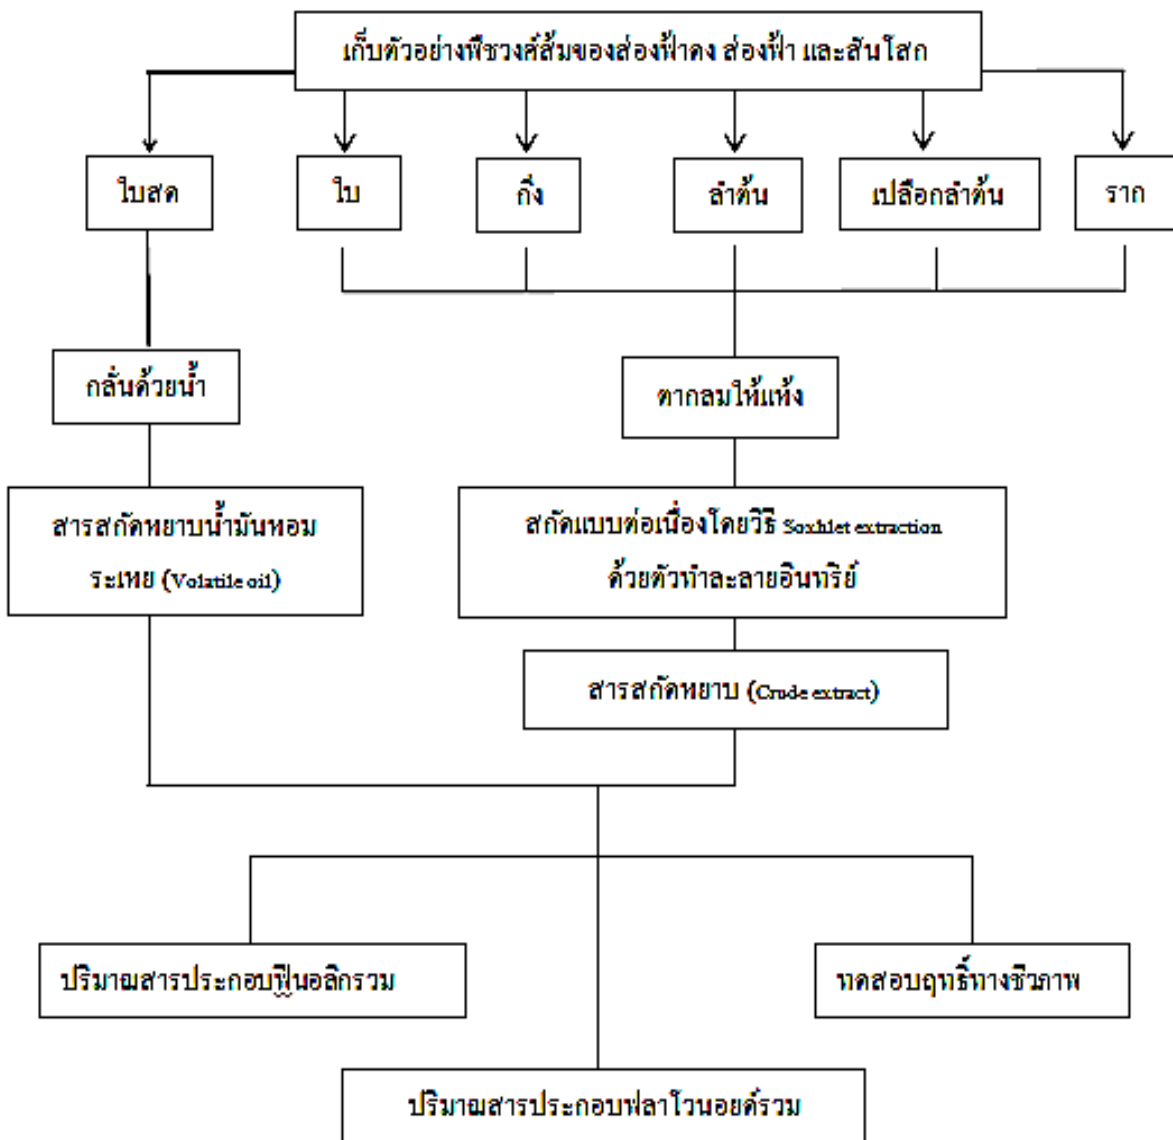 เก็บตัวอย่างพืชวงศ์ส้มของส่องฟ้าดง ส่องฟ้า และสันโสก
ใบสด
ใบ
กิ่ง
ลำต้น
เปลือกลำต้น
ราก
กลั่นด้วยน้ำ
ตากลมให้แห้ง
สารสกัดหยาบน้ำมันหอม
ระเหย (Volatile oil)
สกัดแบบต่อเนื่องโดยวิธี Soxhlet extraction
ด้วยตัวทำละลายอินทรีย์
สารสกัดหยาบ (Crude extract)
ปริมาณสารประกอบฟีนอลิกรวม
ทดสอบฤทธิ์ทางชีวภาพ
ปริมาณสารประกอบฟลาโวนอยด์รวม